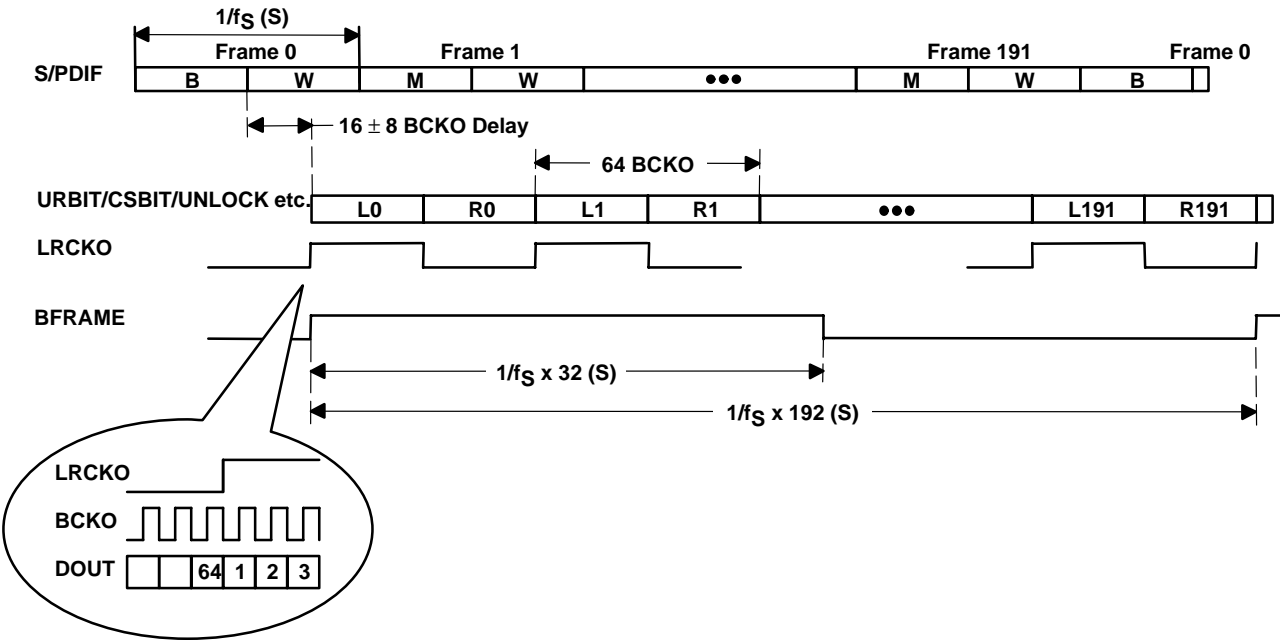 1/fS (S)
Frame 0 Frame 1 Frame 191 Frame 0
S/PDIF B W M W ••• M W B
16 ± 8 BCKO Delay
64 BCKO
URBIT/CSBIT/UNLOCK etc. L0 R0 L1 R1 ••• L191 R191
LRCKO
BFRAME
1/fS x 32 (S)
1/fS x 192 (S)
LRCKO
BCKO
DOUT 64 1 2 3